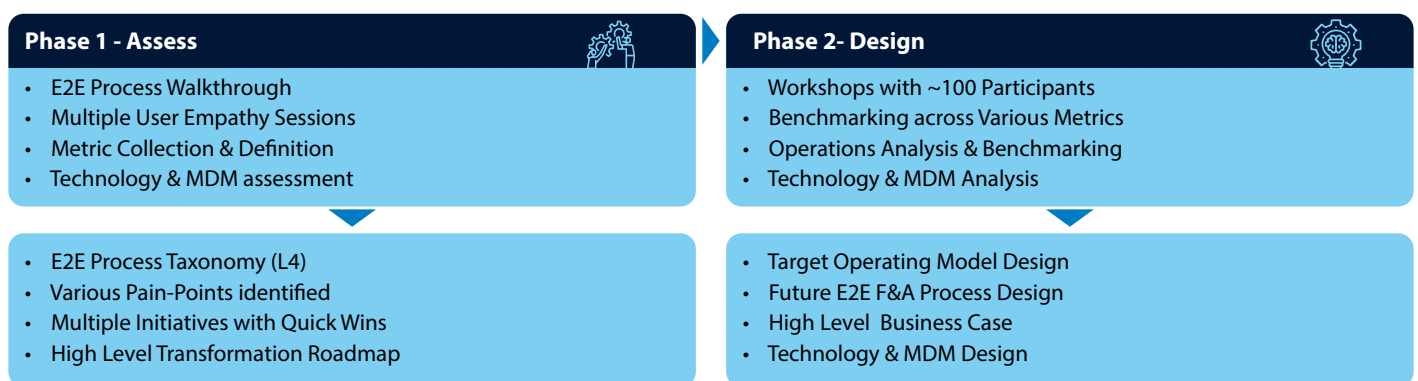 Phase 1 - Assess
• E2E Process Walkthrough
• Multiple User Empathy Sessions
• Metric Collection & Definition
• Technology & MDM assessment
• E2E Process Taxonomy (L4)
• Various Pain-Points identified
• Multiple Initiatives with Quick Wins
• High Level Transformation Roadmap
Phase 2- Design
• Workshops with ~100 Participants
• Benchmarking across Various Metrics
• Operations Analysis & Benchmarking
• Technology & MDM Analysis
• Target Operating Model Design
• Future E2E F&A Process Design
• High Level Business Case
• Technology & MDM Design